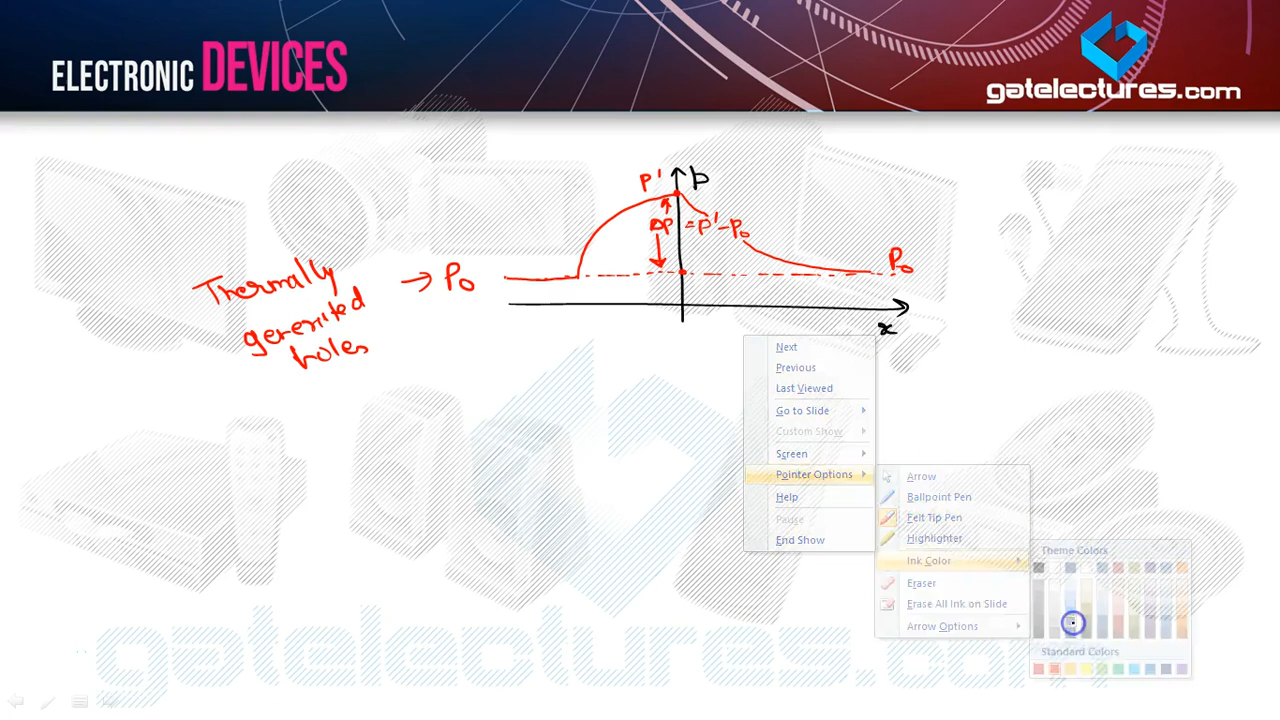 ELECTRONIC DEVICES
gatelectures.com
p' p
Δp = p' - p₀
Thermally → P₀
P₀
generated
holes
x
Next
Previous
Last Viewed
Go to Slide
Custom Show
Screen
Pointer Options
Help
Pause
End Show
Arrow
Ballpoint Pen
Felt Tip Pen
Highlighter
Ink Color
Eraser
Erase All Ink on Slide
Arrow Options
Theme Colors
Standard Colors
gatelectures.com